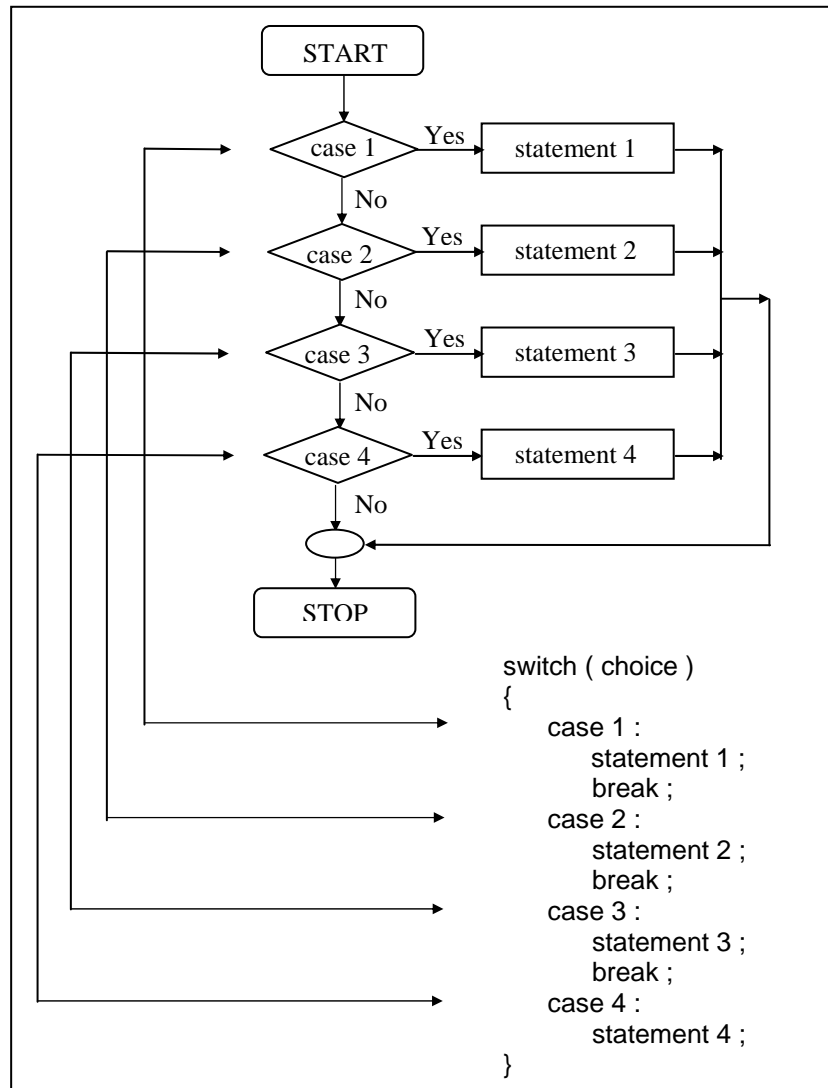 START
case 1 Yes statement 1
No
case 2 Yes statement 2
No
case 3 Yes statement 3
No
case 4 Yes statement 4
No
STOP
switch ( choice )
{
case 1 :
statement 1 ;
break ;
case 2 :
statement 2 ;
break ;
case 3 :
statement 3 ;
break ;
case 4 :
statement 4 ;
}